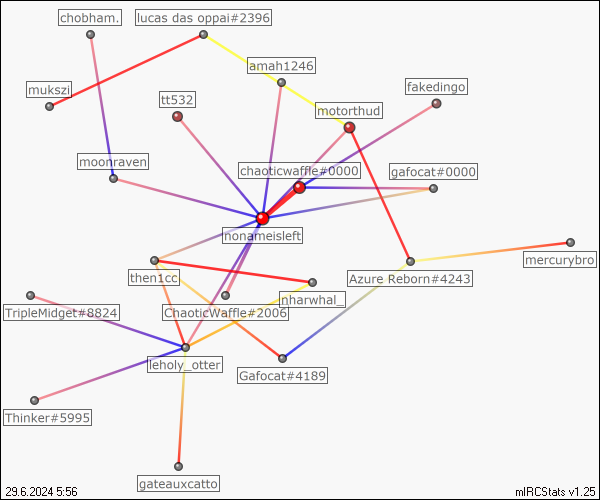 chobham.
lucas das oppai#2396
amah1246
mukszi
tt532
fakedingo
motorthud
moonraven
chaoticwaffle#0000
gafocat#0000
nonameisleft
mercurybro
then1cc
Azure Reborn#4243
nharwhal_
TripleMidget#8824
ChaoticWaffle#2006
leholy_otter
Gafocat#4189
Thinker#5995
gateauxcatto
29.6.2024 5:56
mIRCStats v1.25